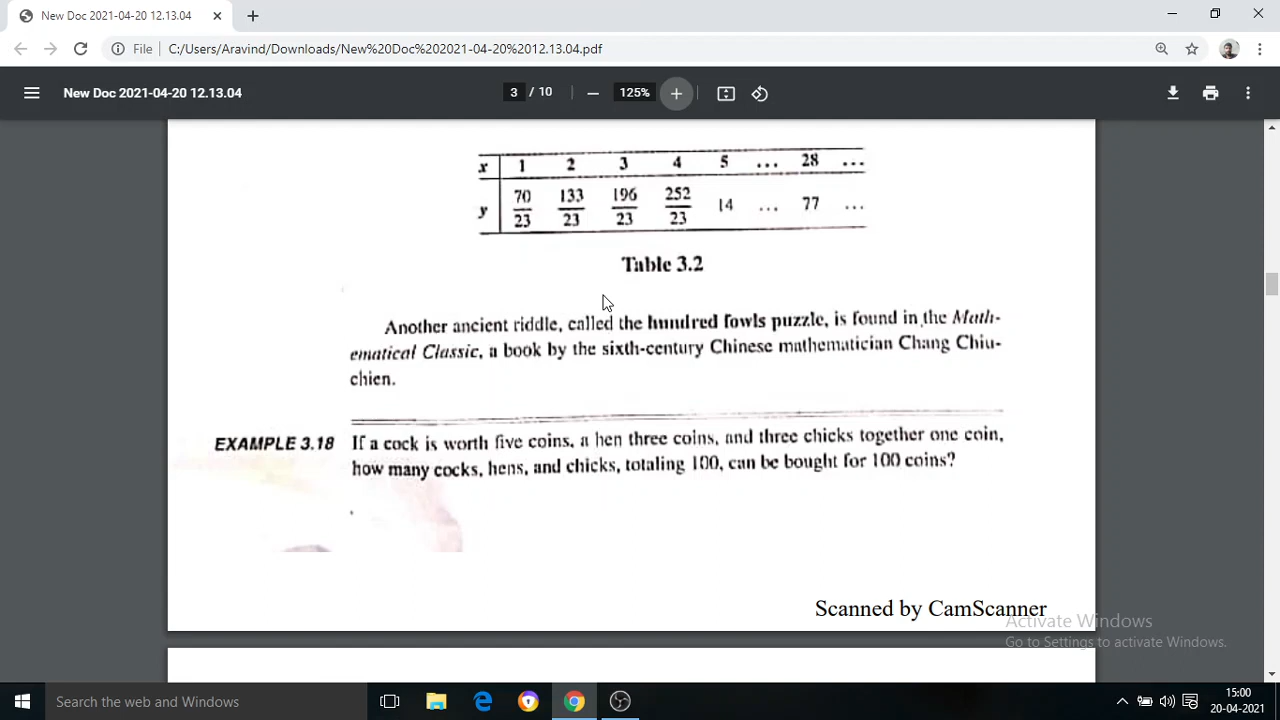 New Doc 2021-04-20 12.13.04
File C:/Users/Aravind/Downloads/New%20Doc%202021-04-20%2012.13.04.pdf
New Doc 2021-04-20 12.13.04 3 / 10 125%
x 1 2 3 4 5 ... 28 ...
y 70/23 133/23 196/23 252/23 14 ... 77 ...
Table 3.2
Another ancient riddle, called the hundred fowls puzzle, is found in the Math-
ematical Classic, a book by the sixth-century Chinese mathematician Chang Chiu-
chien.
EXAMPLE 3.18 If a cock is worth five coins, a hen three coins, and three chicks together one coin,
how many cocks, hens, and chicks, totaling 100, can be bought for 100 coins?
Scanned by CamScanner
Activate Windows
Go to Settings to activate Windows.
Search the web and Windows
15:00
20-04-2021